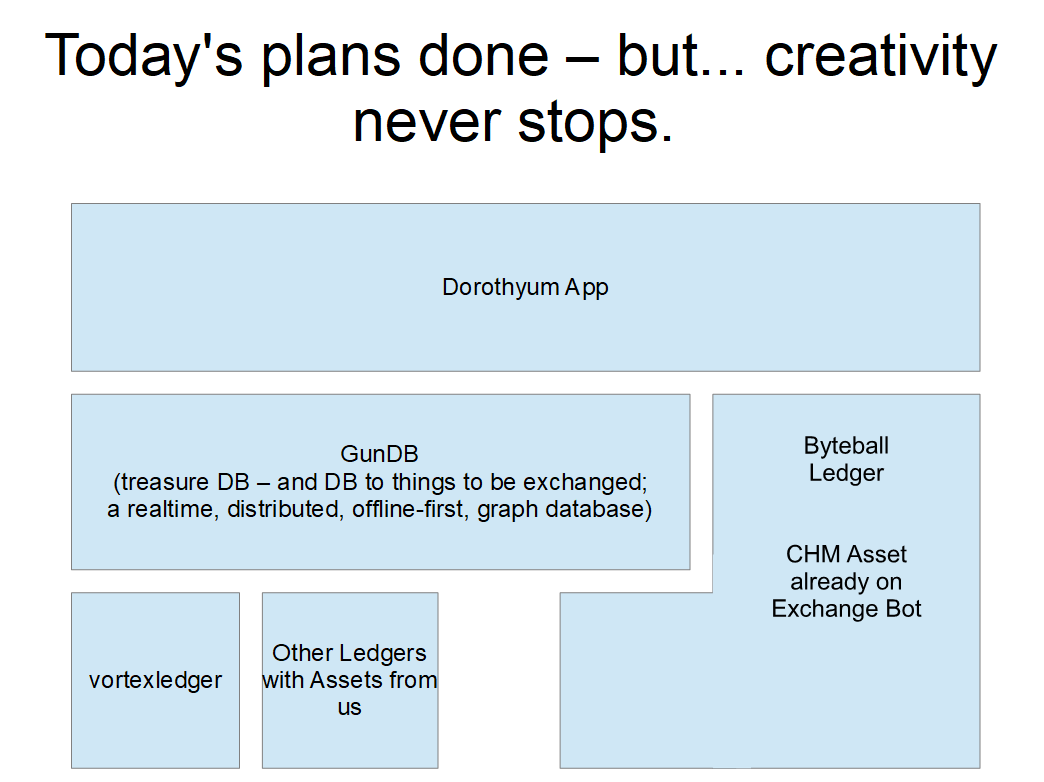 Today's plans done – but... creativity
never stops.
Dorothyum App
GunDB
(treasure DB – and DB to things to be exchanged;
a realtime, distributed, offline-first, graph database)
Byteball
Ledger
CHM Asset
already on
Exchange Bot
vortexledger
Other Ledgers
with Assets from
us